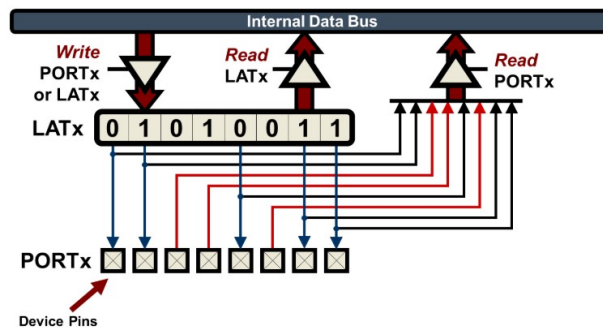 Internal Data Bus
Write
PORTx
or LATx
Read
LATx
Read
PORTx
LATx
0 1 0 1 0 0 1 1
PORTx
Device Pins